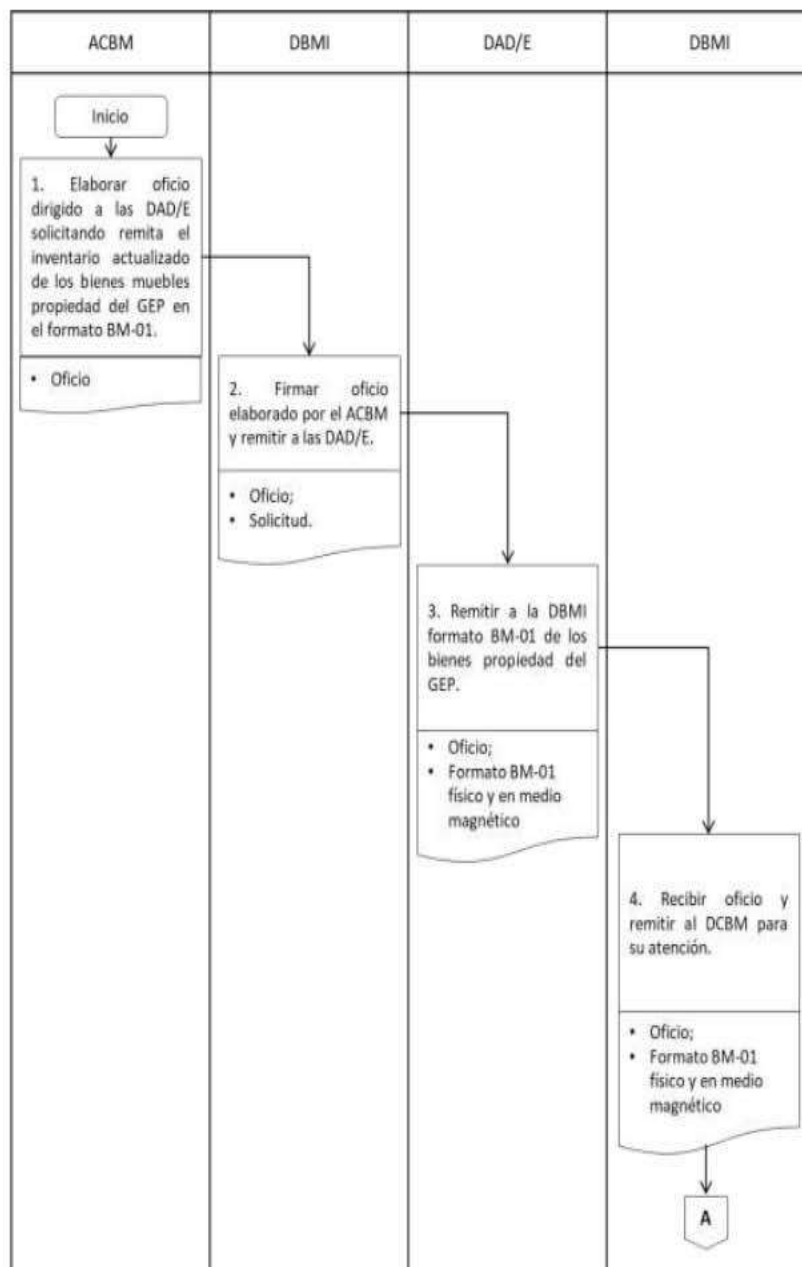 ACBM
DBMI
DAD/E
DBMI
Inicio
1. Elaborar oficio
dirigido a las DAD/E
solicitando remita el
inventario actualizado
de los bienes muebles
propiedad del GEP en
el formato BM-01.
• Oficio
2. Firmar oficio
elaborado por el ACBM
y remitir a las DAD/E.
• Oficio;
• Solicitud.
3. Remitir a la DBMI
formato BM-01 de los
bienes propiedad del
GEP.
• Oficio;
• Formato BM-01
físico y en medio
magnético
4. Recibir oficio y
remitir al DCBM para
su atención.
• Oficio;
• Formato BM-01
físico y en medio
magnético
A